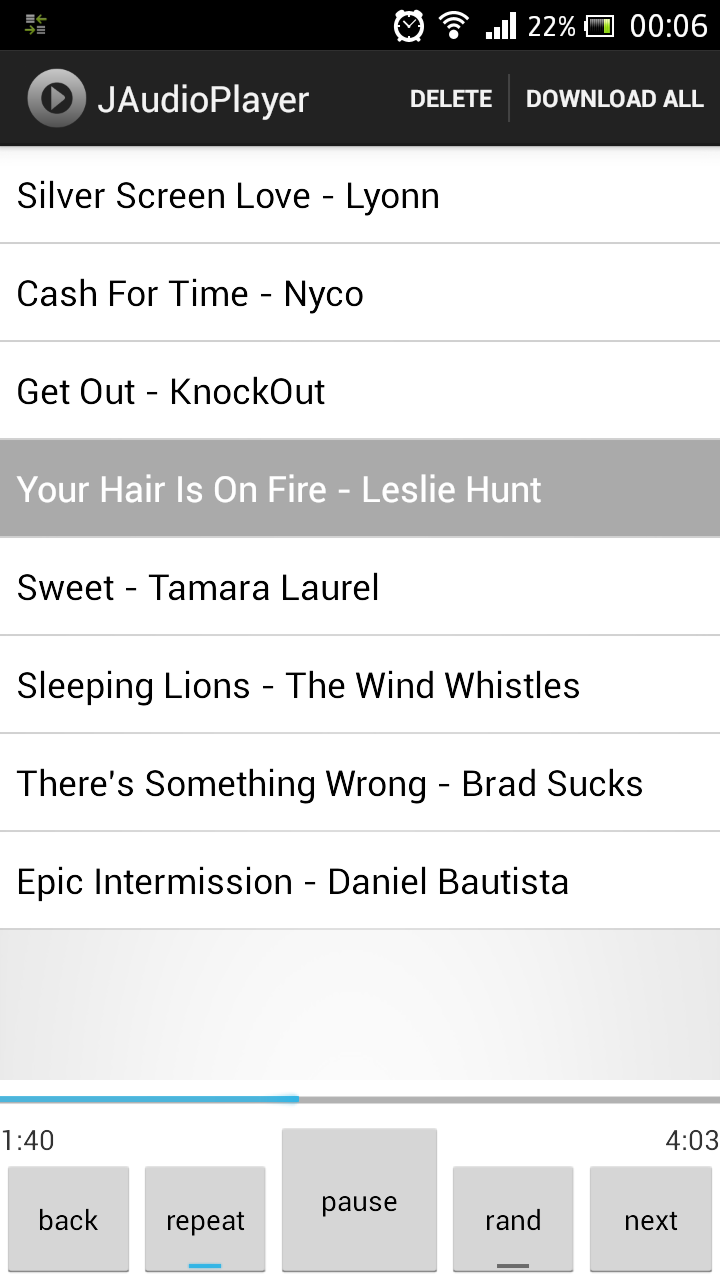 22% 00:06
JAudioPlayer DELETE DOWNLOAD ALL
Silver Screen Love - Lyonn
Cash For Time - Nyco
Get Out - KnockOut
Your Hair Is On Fire - Leslie Hunt
Sweet - Tamara Laurel
Sleeping Lions - The Wind Whistles
There's Something Wrong - Brad Sucks
Epic Intermission - Daniel Bautista
1:40 4:03
back repeat pause rand next